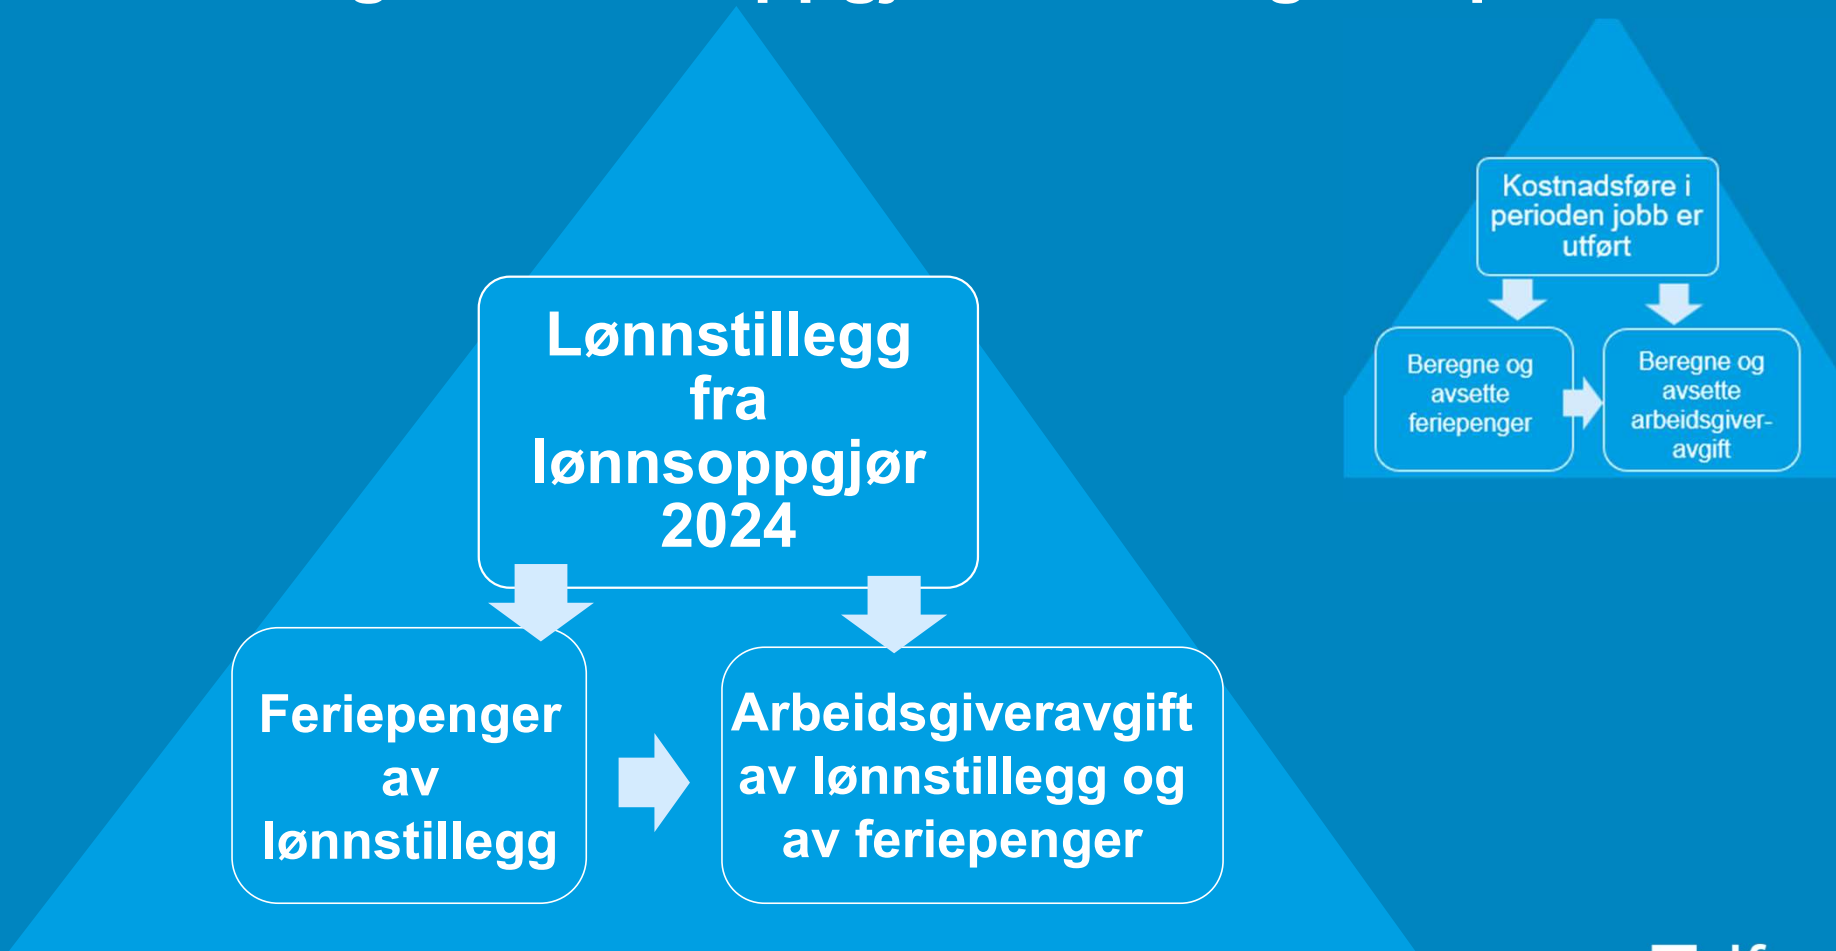 Lønnstillegg
fra
lønnsoppgjør
2024
Feriepenger
av
lønnstillegg
Arbeidsgiveravgift
av lønnstillegg og
av feriepenger
Kostnadsføre i
perioden jobb er
utført
Beregne og
avsette
feriepenger
Beregne og
avsette
arbeidsgiver-
avgift